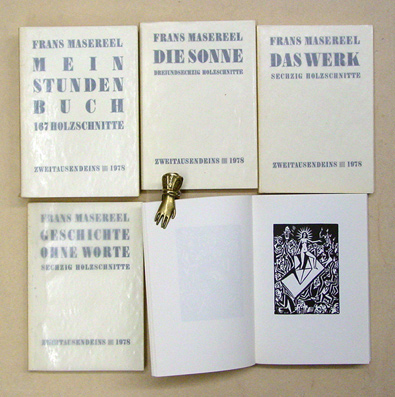 FRANS MASEREEL
MEIN
STUNDEN
BUCH
167 HOLZSCHNITTE
ZWEITAUSENDEINS 1978
FRANS MASEREEL
DIE SONNE
DREIUNDSECHZIG HOLZSCHNITTE
ZWEITAUSENDEINS 1978
FRANS MASEREEL
DAS WERK
SECHZIG HOLZSCHNITTE
ZWEITAUSENDEINS 1978
FRANS MASEREEL
GESCHICHTE
OHNE WORTE
SECHZIG HOLZSCHNITTE
ZWEITAUSENDEINS 1978